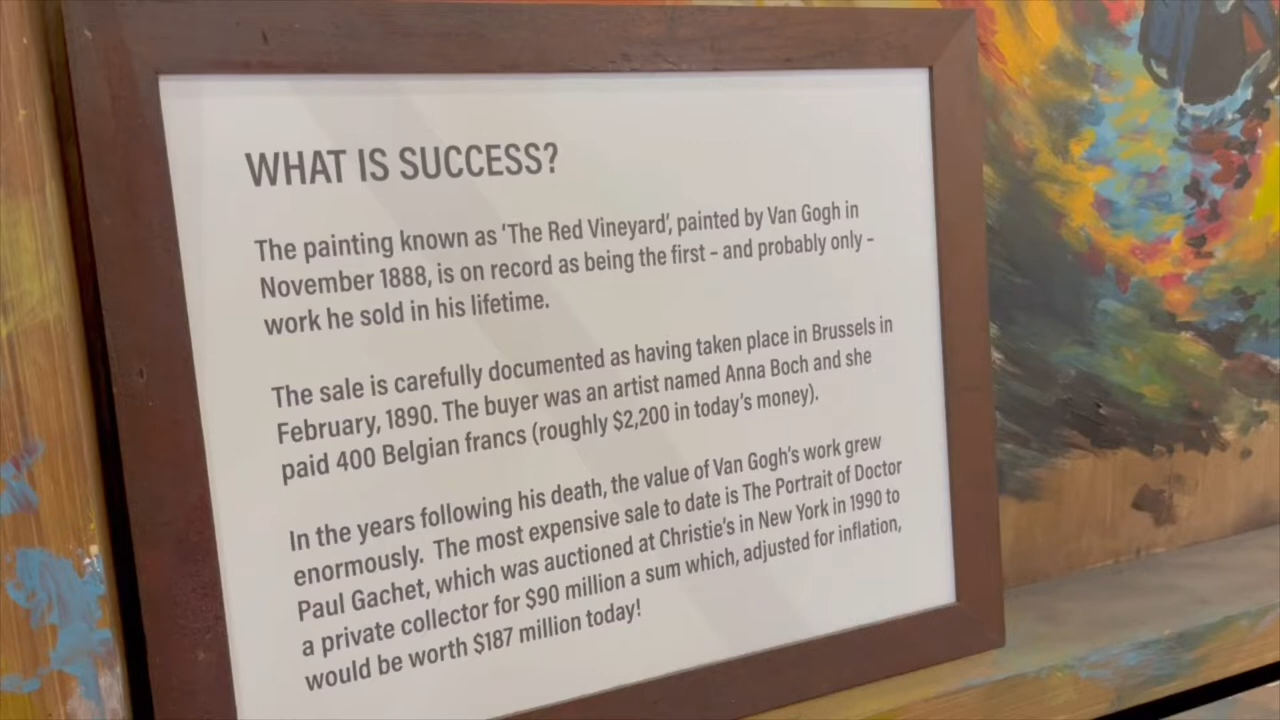 WHAT IS SUCCESS?
The painting known as ‘The Red Vineyard’, painted by Van Gogh in
November 1888, is on record as being the first – and probably only –
work he sold in his lifetime.
The sale is carefully documented as having taken place in Brussels in
February, 1890. The buyer was an artist named Anna Boch and she
paid 400 Belgian francs (roughly $2,200 in today’s money).
In the years following his death, the value of Van Gogh’s work grew
enormously. The most expensive sale to date is The Portrait of Doctor
Paul Gachet, which was auctioned at Christie’s in New York in 1990 to
a private collector for $90 million a sum which, adjusted for inflation,
would be worth $187 million today!